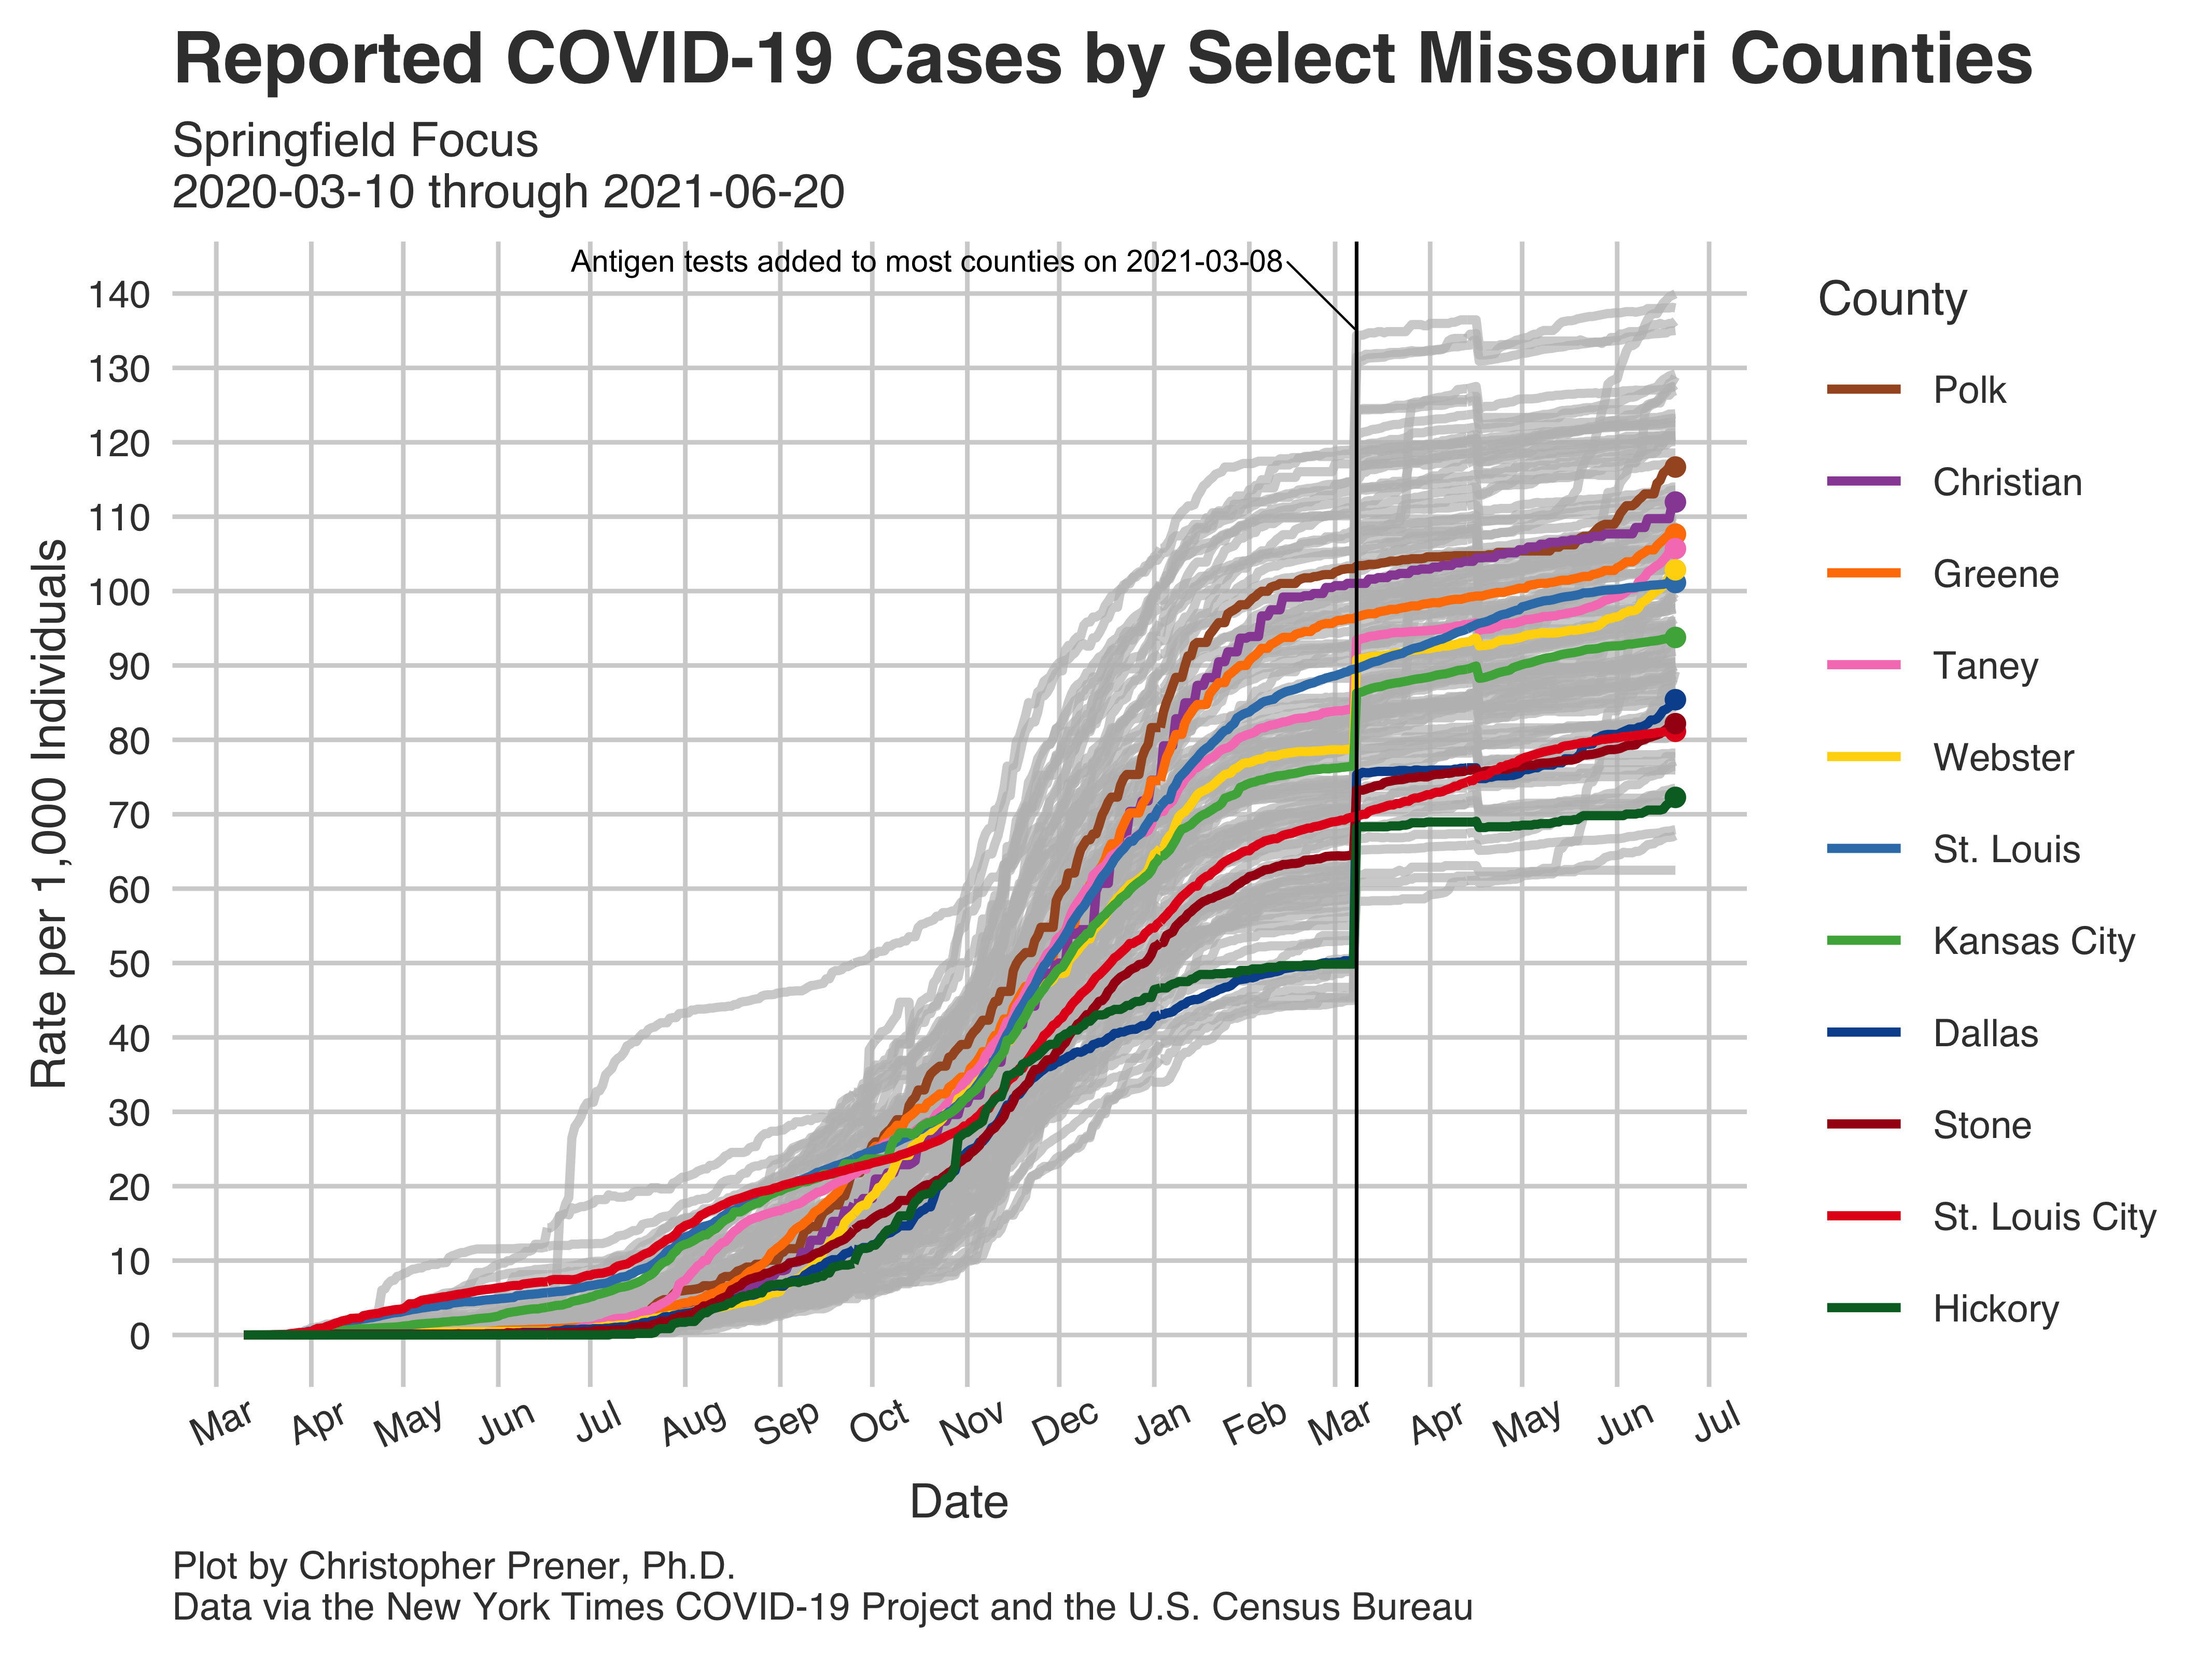 Reported COVID-19 Cases by Select Missouri Counties
Springfield Focus
2020-03-10 through 2021-06-20
Antigen tests added to most counties on 2021-03-08
140
130
120
110
100
90
80
70
60
50
40
30
20
10
0
Rate per 1,000 Individuals
Mar Apr May Jun Jul Aug Sep Oct Nov Dec Jan Feb Mar Apr May Jun Jul
Date
County
Polk
Christian
Greene
Taney
Webster
St. Louis
Kansas City
Dallas
Stone
St. Louis City
Hickory
Plot by Christopher Prener, Ph.D.
Data via the New York Times COVID-19 Project and the U.S. Census Bureau